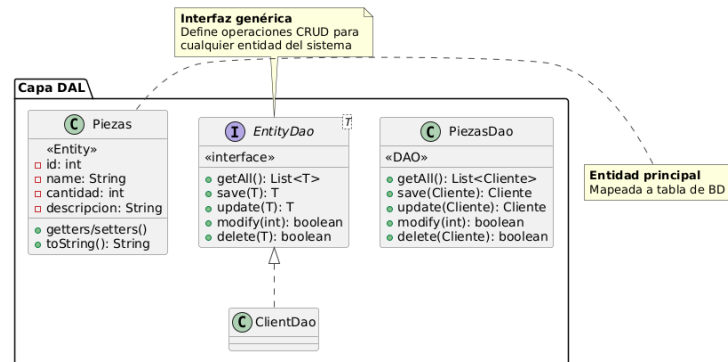 Interfaz genérica
Define operaciones CRUD para
cualquier entidad del sistema
Capa DAL
C Piezas
«Entity»
id: int
name: String
cantidad: int
descripcion: String
getters/setters()
toString(): String
I EntityDao
T
«interface»
getAll(): List<T>
save(T): T
update(T): T
modify(int): boolean
delete(T): boolean
C PiezasDao
«DAO»
getAll(): List<Cliente>
save(Cliente): Cliente
update(Cliente): Cliente
modify(int): boolean
delete(Cliente): boolean
Entidad principal
Mapeada a tabla de BD
C ClientDao